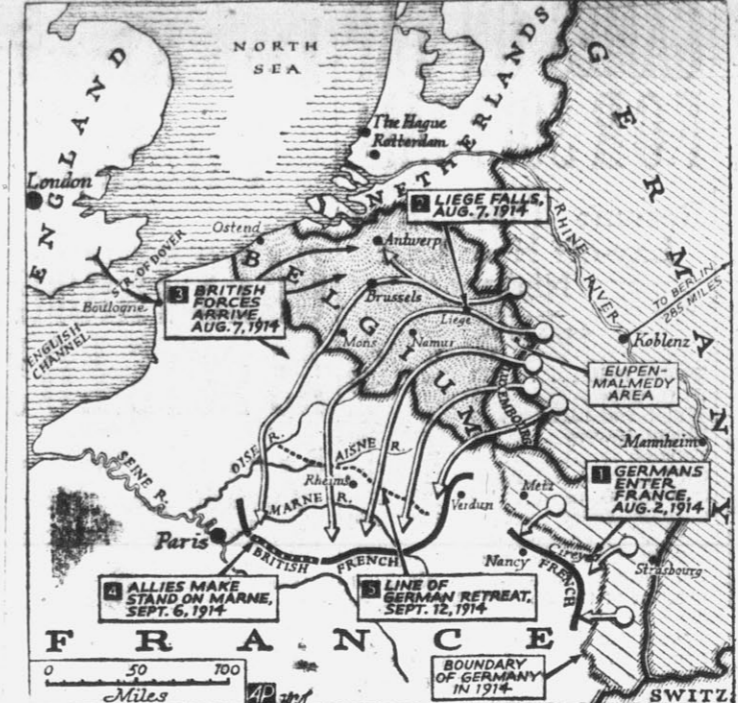 NORTH
SEA
ENGLAND
London
The Hague
Rotterdam
NETHERLANDS
GERMANY
2 LIEGE FALLS,
AUG. 7, 1914
Ostend
STR. OF DOVER
Boulogne
ENGLISH
CHANNEL
3 BRITISH
FORCES
ARRIVE
AUG. 7, 1914
BELGIUM
Antwerp
Brussels
Liege
Mons
Namur
RHINE RIVER
TO BERLIN
285 MILES
Koblenz
EUPEN-
MALMEDY
AREA
LUXEMBOURG
Mannheim
1 GERMANS
ENTER
FRANCE,
AUG. 2, 1914
SEINE R.
OISE R.
AISNE R.
Rheims
MARNE R.
Verdun
Metz
Paris
BRITISH
FRENCH
Nancy
FRENCH
Cirey
Strasbourg
4 ALLIES MAKE
STAND ON MARNE,
SEPT. 6, 1914
5 LINE OF
GERMAN RETREAT,
SEPT. 12, 1914
FRANCE
BOUNDARY
OF GERMANY
IN 1914
0 50 100
Miles
AP
SWITZ.